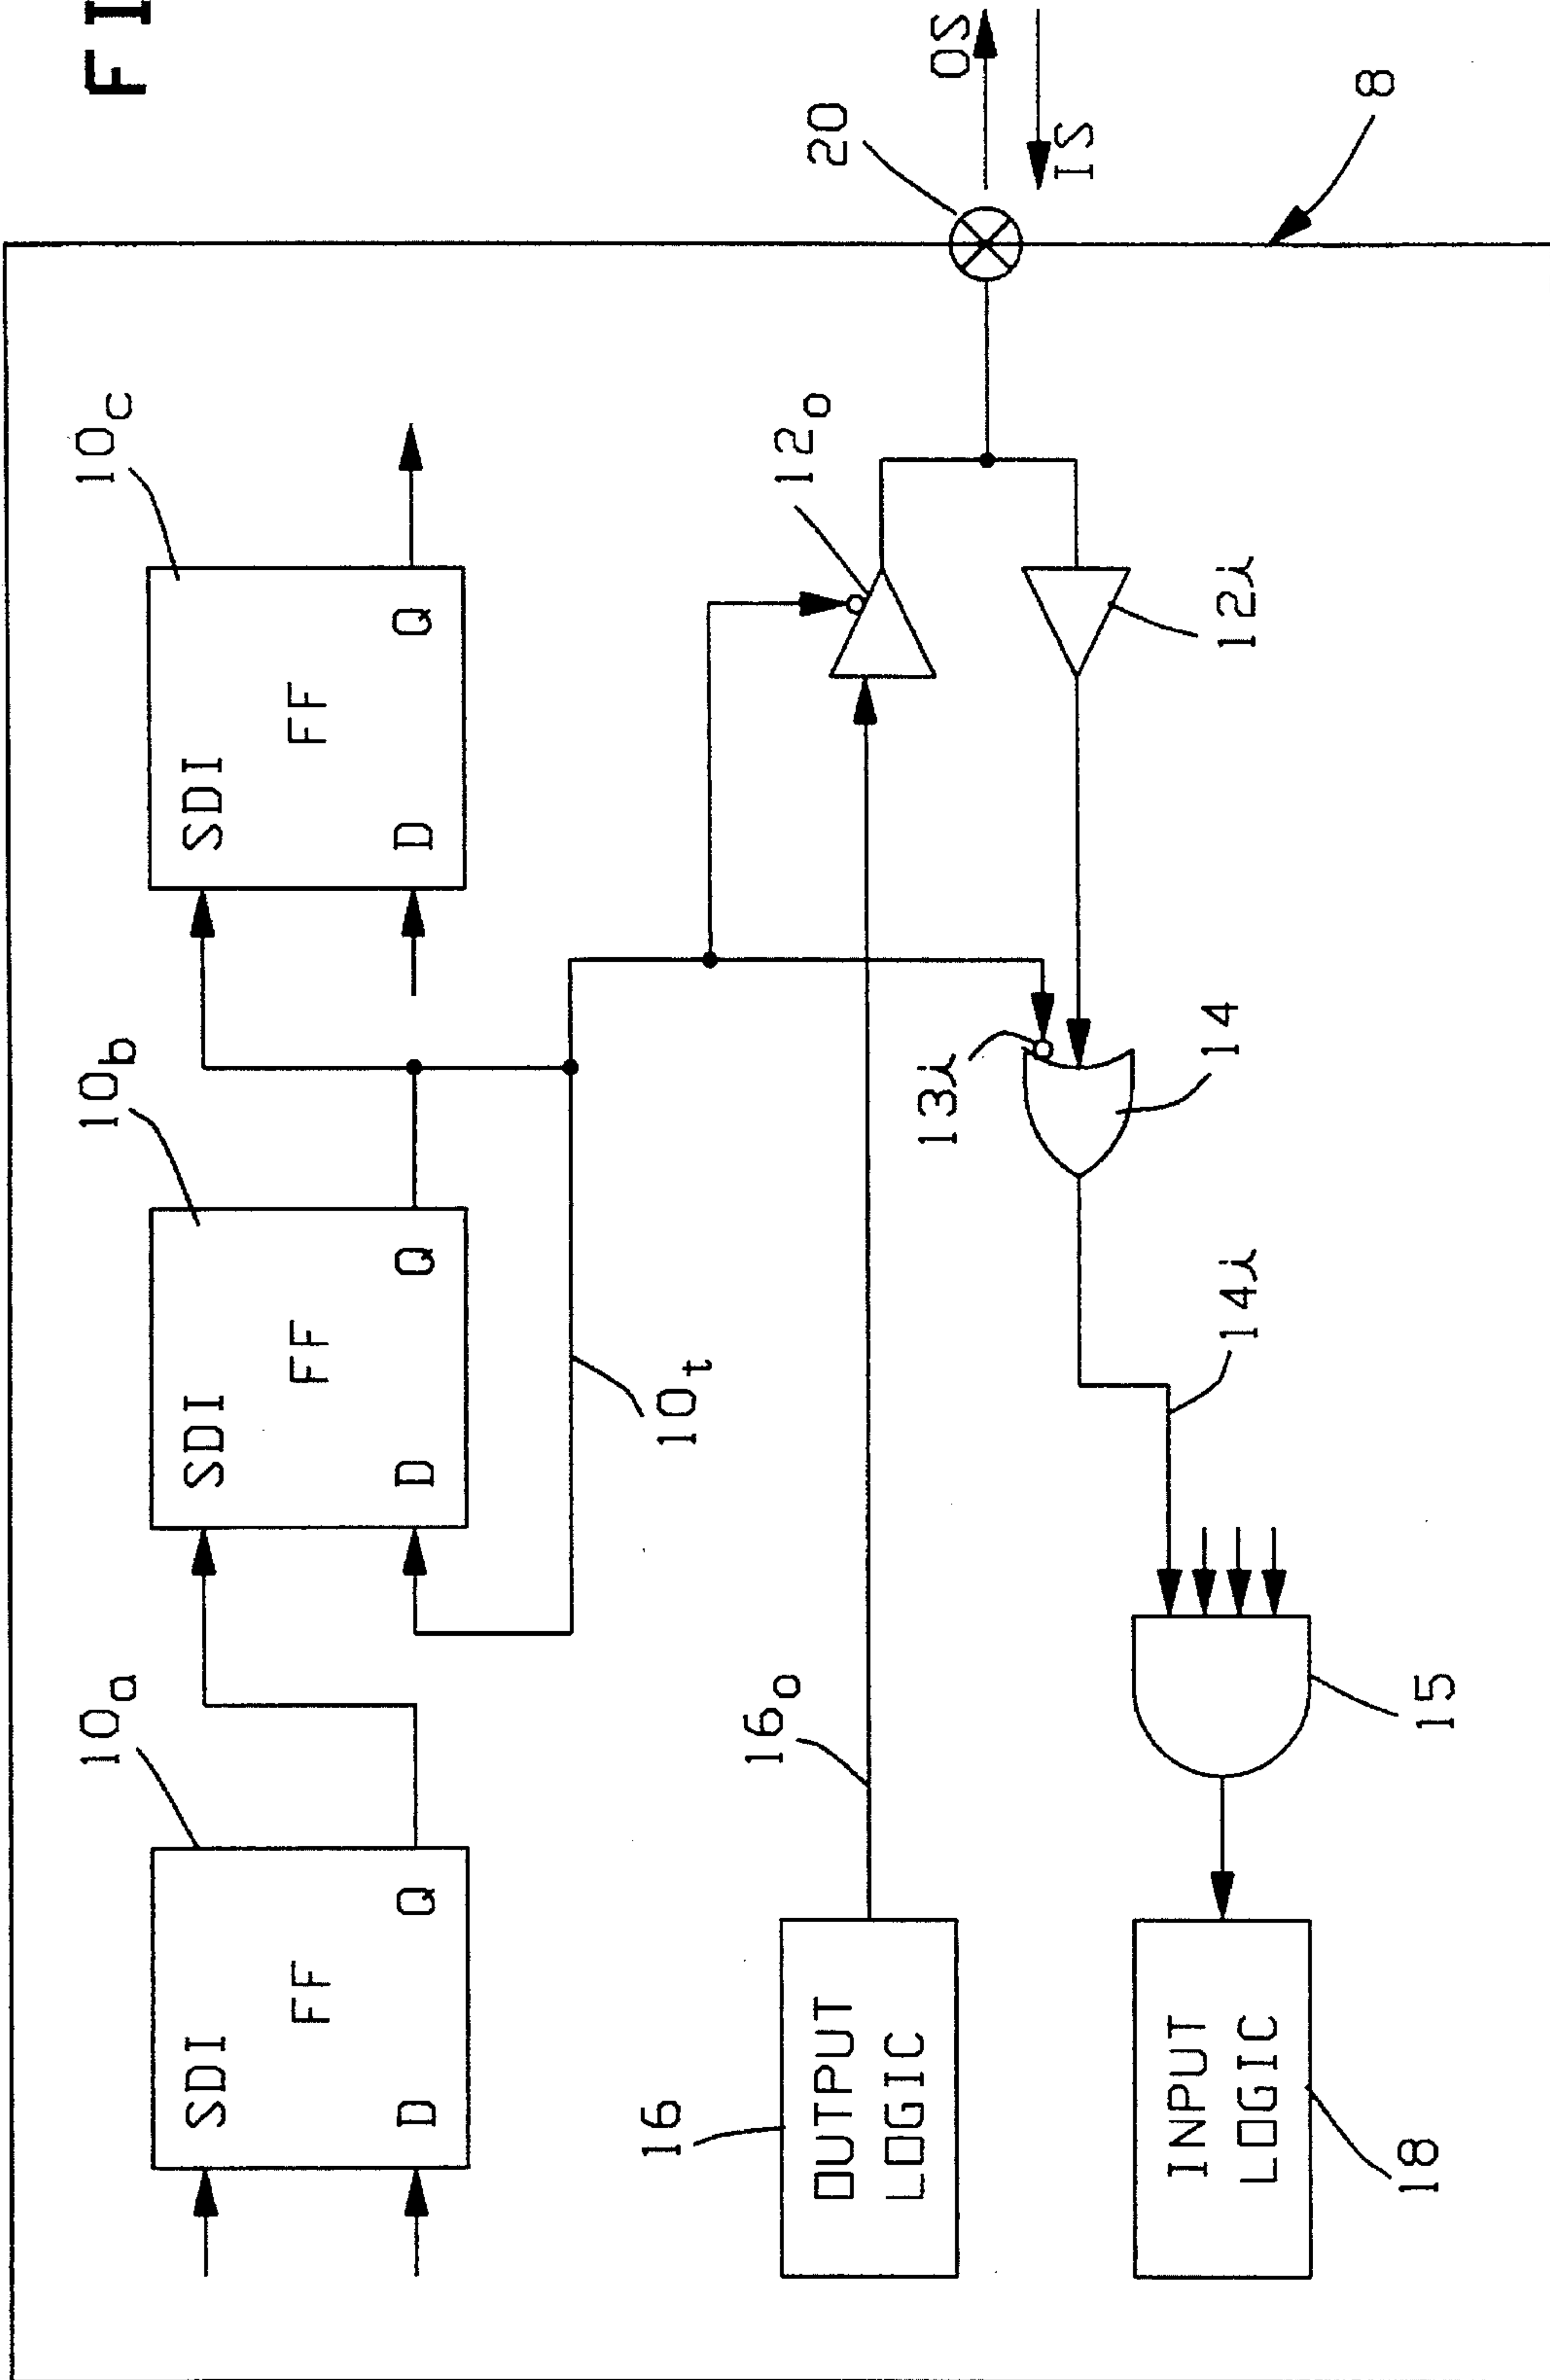 FI
10a
10b
10c
SDI
FF
D
Q
SDI
FF
D
Q
SDI
FF
D
Q
10t
16
16o
12o
20
OS
IS
OUTPUT
LOGIC
13i
12i
14
14i
8
INPUT
LOGIC
18
15